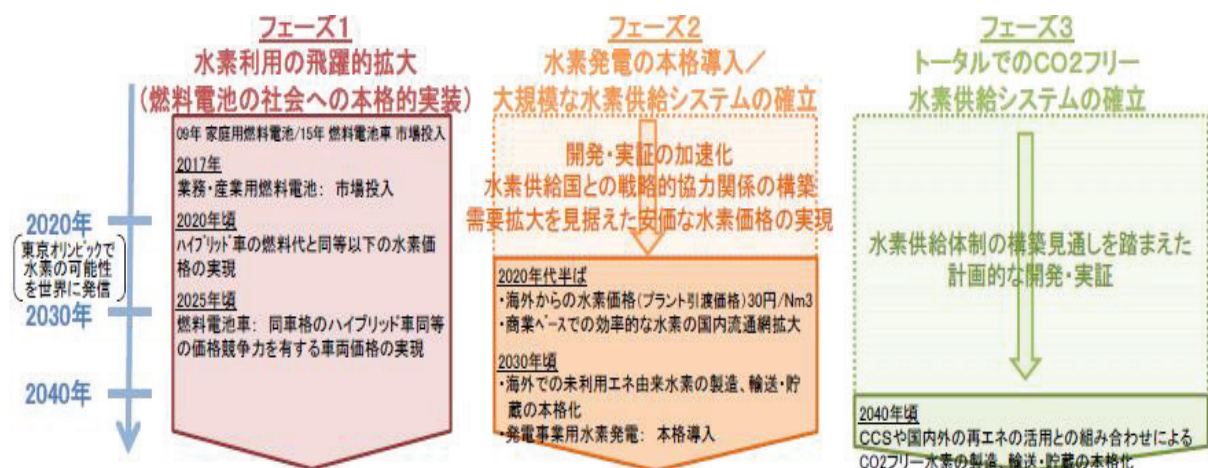 フェーズ1
水素利用の飛躍的拡大
(燃料電池の社会への本格的実装)
09年 家庭用燃料電池/15年 燃料電池車 市場投入
2017年
業務・産業用燃料電池: 市場投入
2020年頃
ハイブリッド車の燃料代と同等以下の水素価
格の実現
2025年頃
燃料電池車: 同車格のハイブリッド車同等
の価格競争力を有する車両価格の実現
2020年
東京オリンピックで
水素の可能性
を世界に発信
2030年
2040年
フェーズ2
水素発電の本格導入/
大規模な水素供給システムの確立
開発・実証の加速化
水素供給国との戦略的協力関係の構築
需要拡大を見据えた安価な水素価格の実現
2020年代半ば
・海外からの水素価格(プラント引渡価格)30円/Nm3
・商業ベースでの効率的な水素の国内流通網拡大
2030年頃
・海外での未利用エネ由来水素の製造、輸送・貯
蔵の本格化
・発電事業用水素発電: 本格導入
フェーズ3
トータルでのCO2フリー
水素供給システムの確立
水素供給体制の構築見通しを踏まえた
計画的な開発・実証
2040年頃
CCSや国内外の再エネの活用との組み合わせによる
CO2フリー水素の製造、輸送・貯蔵の本格化